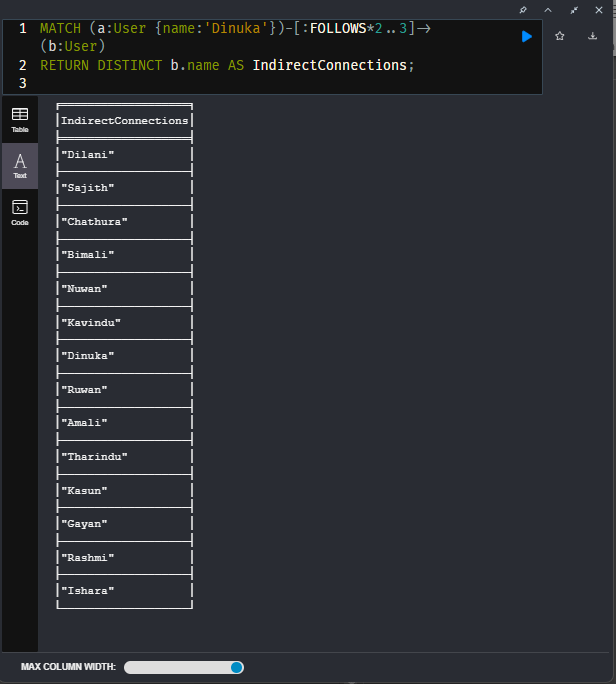 1 MATCH (a:User {name:'Dinuka'})-[:FOLLOWS*2..3]->
(b:User)
2 RETURN DISTINCT b.name AS IndirectConnections;
3
Table
Text
Code
IndirectConnections
"Dilani"
"Sajith"
"Chathura"
"Bimali"
"Nuwan"
"Kavindu"
"Dinuka"
"Ruwan"
"Amali"
"Tharindu"
"Kasun"
"Gayan"
"Rashmi"
"Ishara"
MAX COLUMN WIDTH: